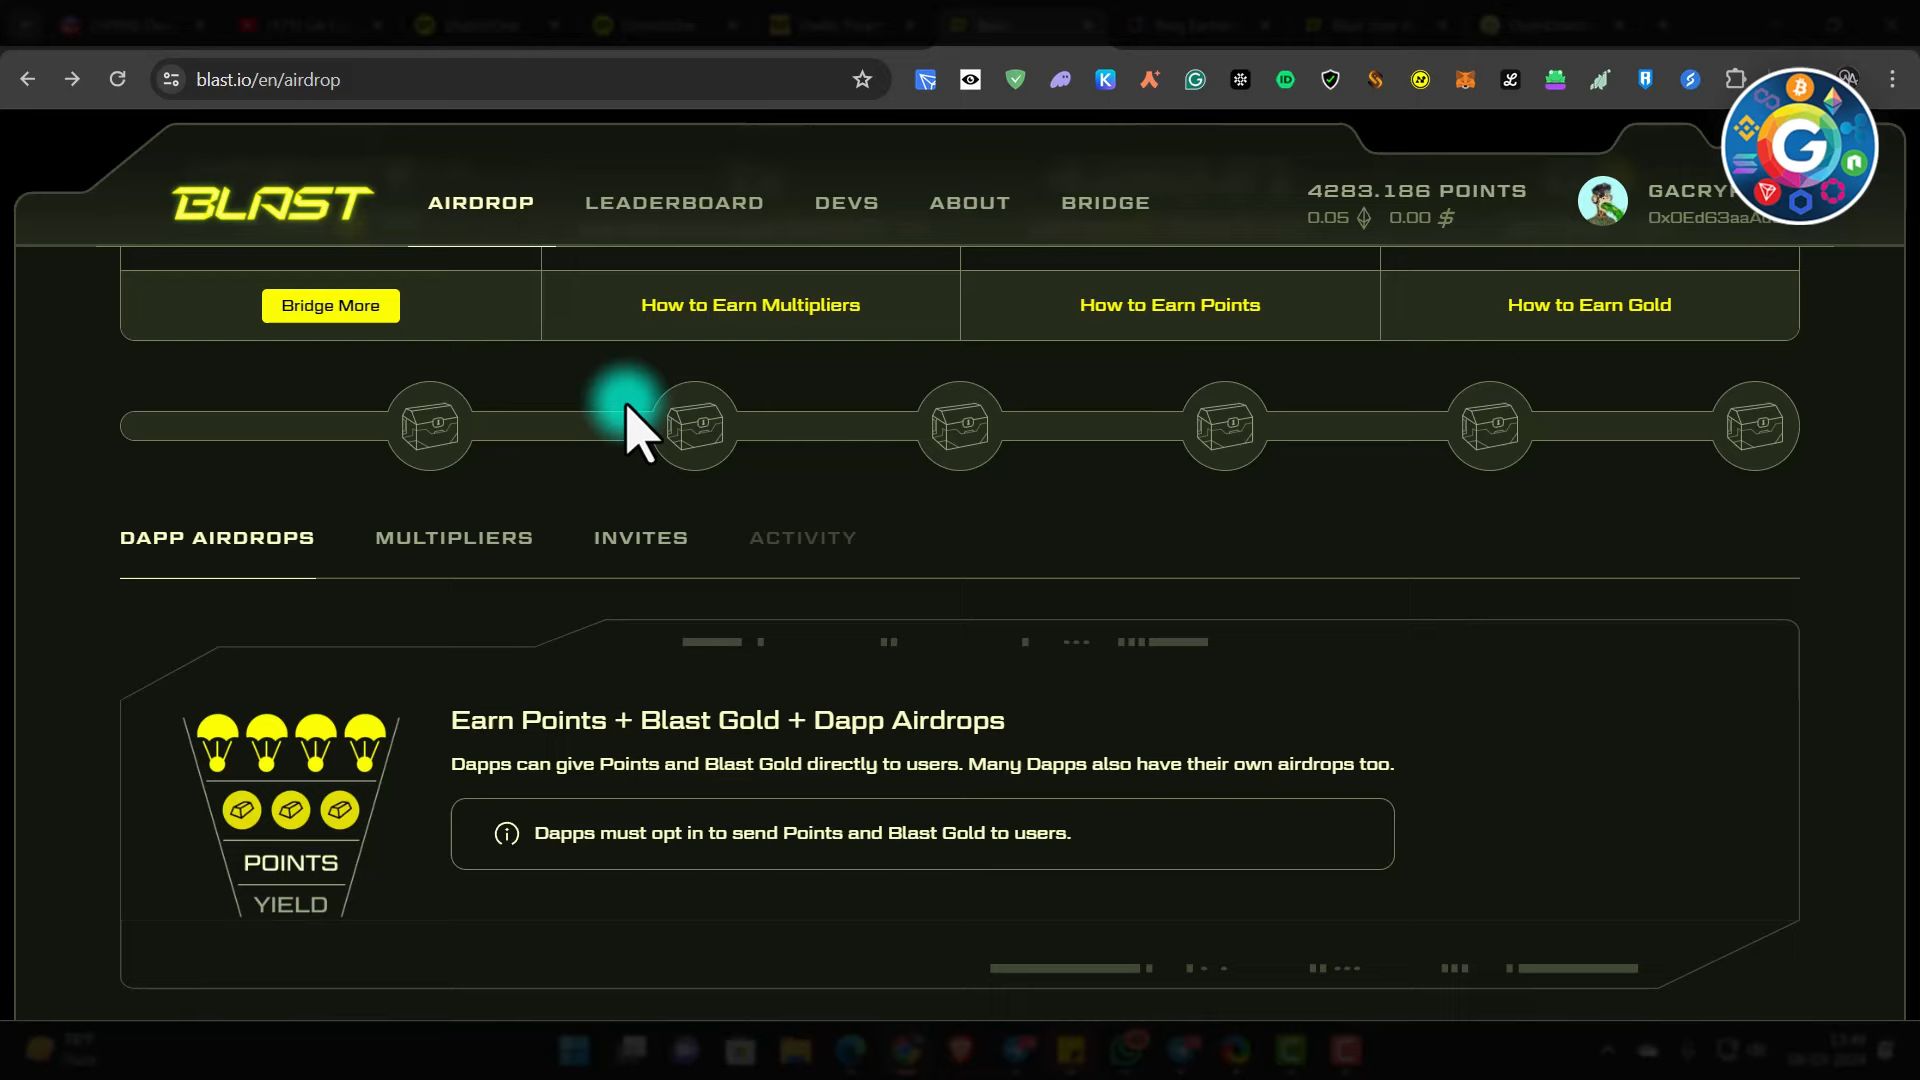 blast.io/en/airdrop
BLAST
AIRDROP
LEADERBOARD
DEVS
ABOUT
BRIDGE
4283.186 POINTS
0.05 0.00 $
Bridge More
How to Earn Multipliers
How to Earn Points
How to Earn Gold
DAPP AIRDROPS
MULTIPLIERS
INVITES
ACTIVITY
Earn Points + Blast Gold + Dapp Airdrops
Dapps can give Points and Blast Gold directly to users. Many Dapps also have their own airdrops too.
Dapps must opt in to send Points and Blast Gold to users.
POINTS
YIELD